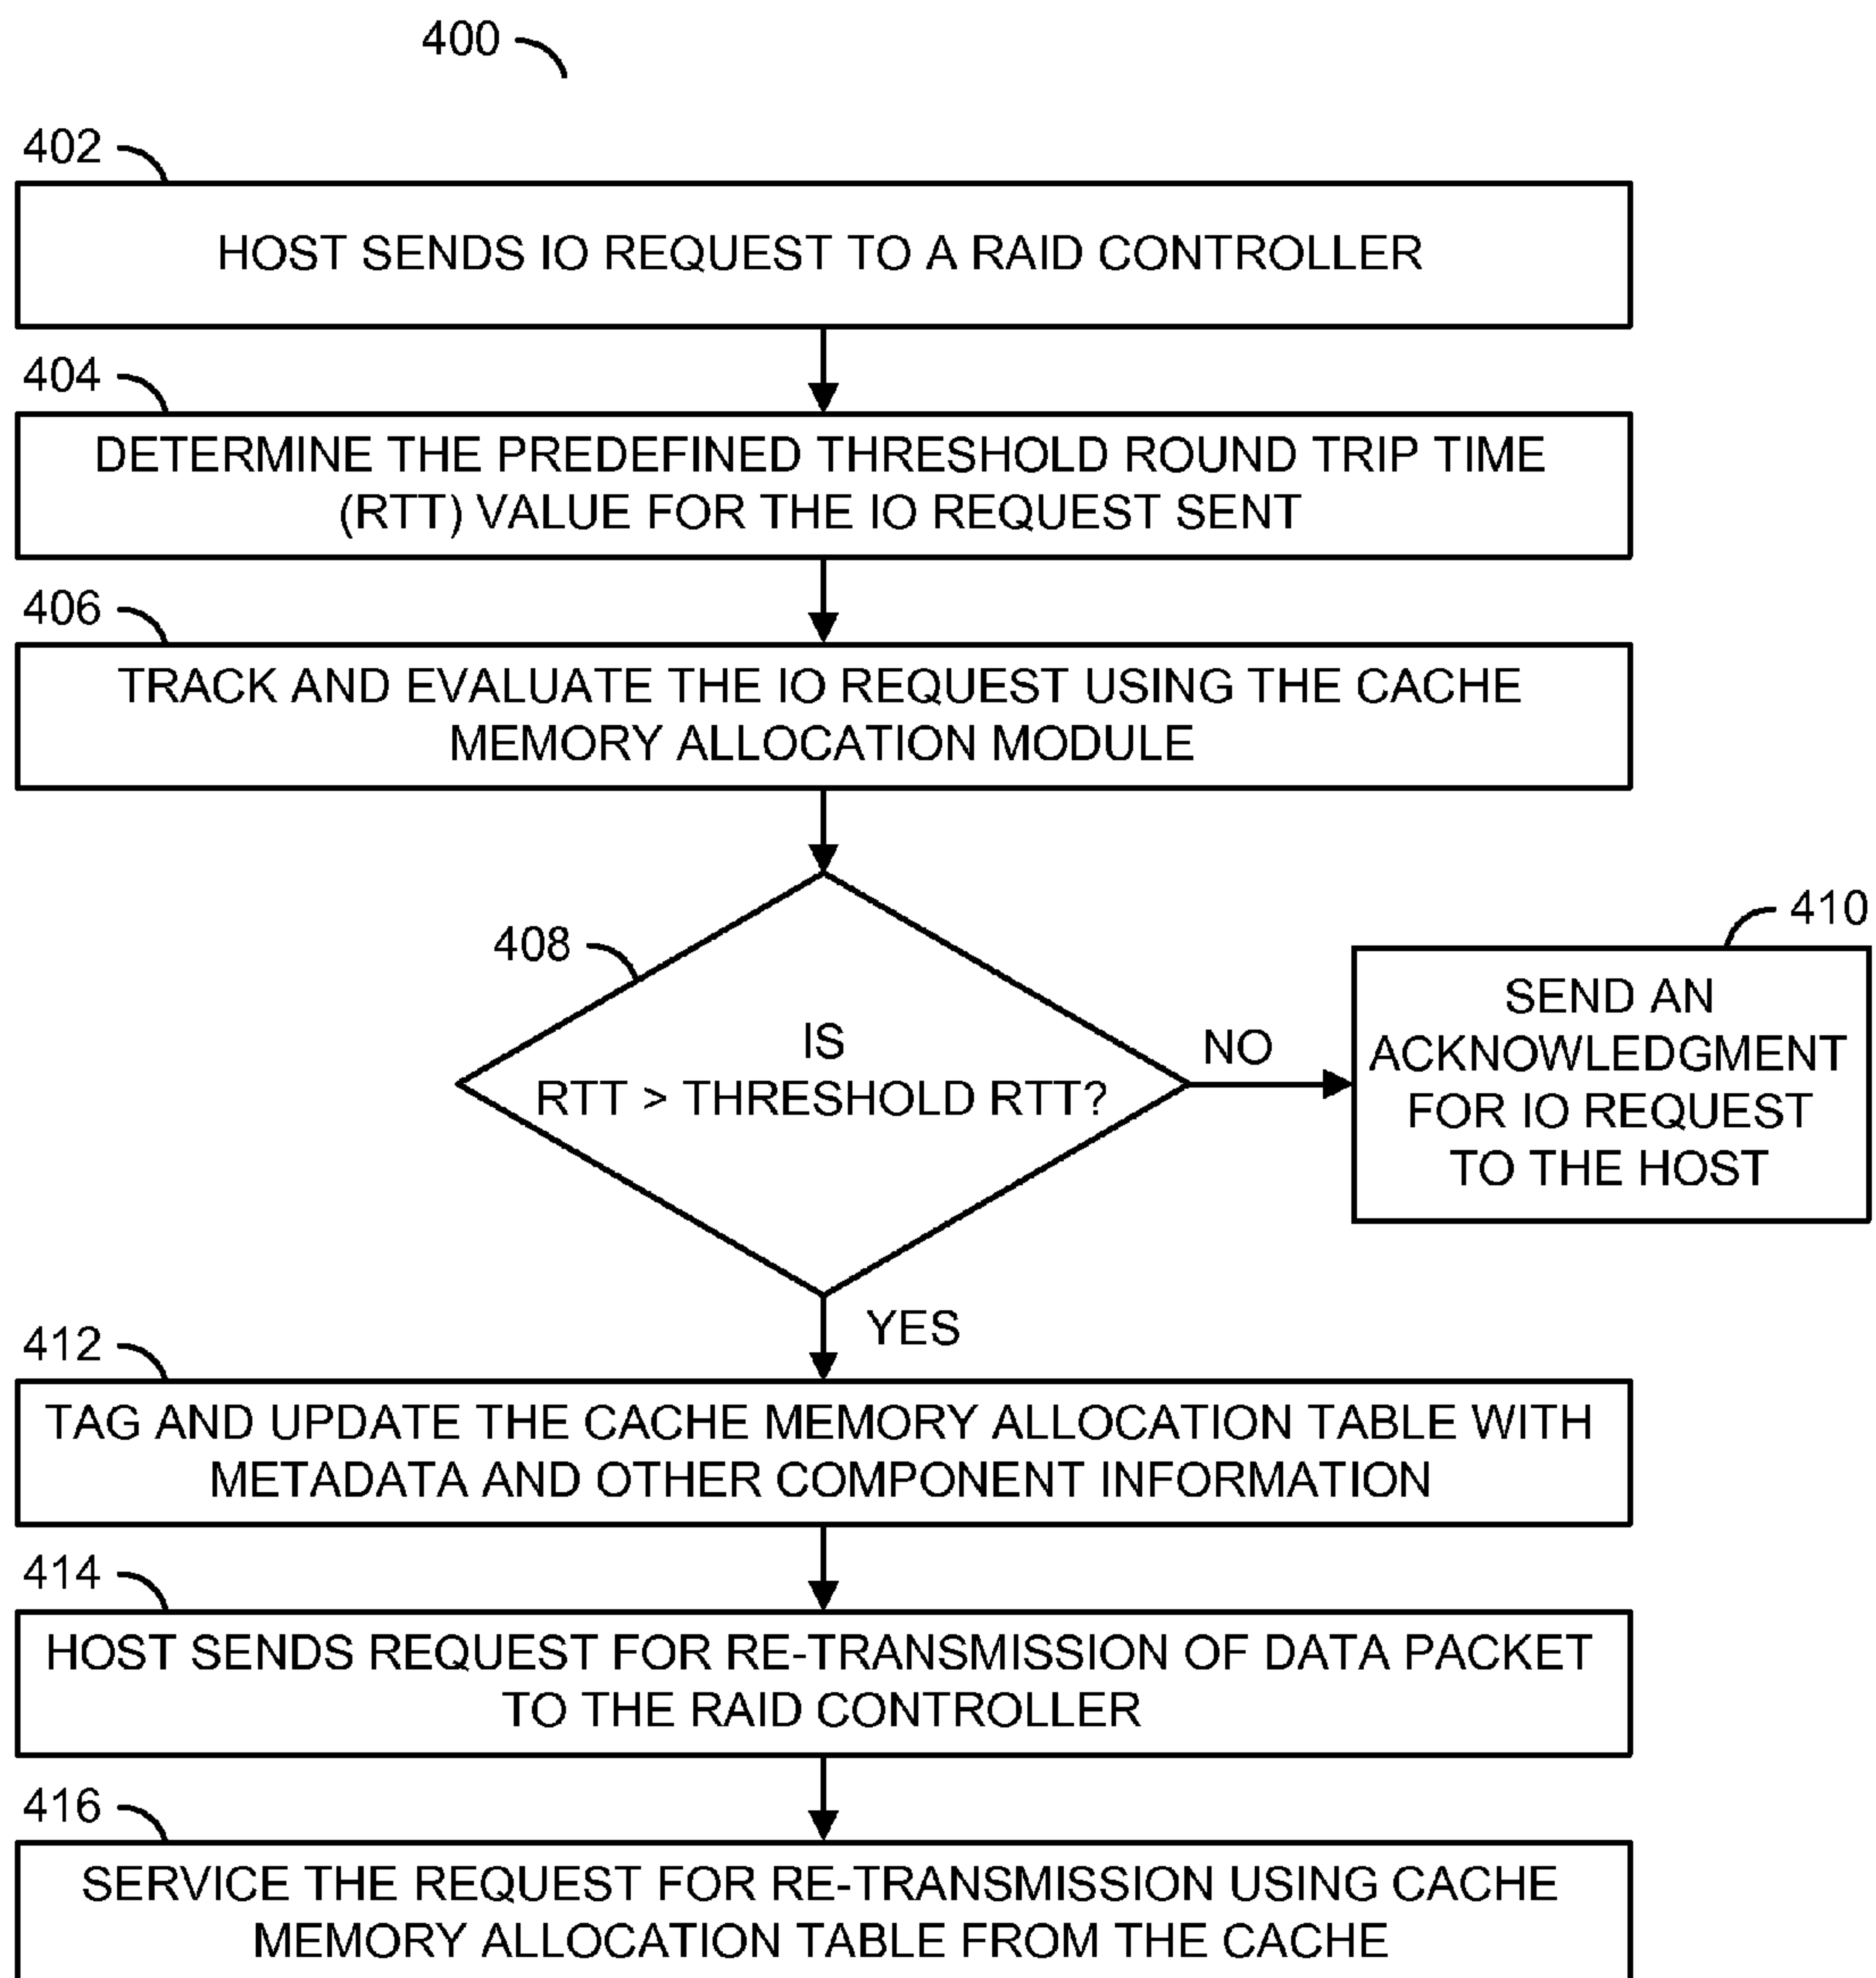 400
402
HOST SENDS IO REQUEST TO A RAID CONTROLLER
404
DETERMINE THE PREDEFINED THRESHOLD ROUND TRIP TIME
(RTT) VALUE FOR THE IO REQUEST SENT
406
TRACK AND EVALUATE THE IO REQUEST USING THE CACHE
MEMORY ALLOCATION MODULE
408
IS
RTT > THRESHOLD RTT?
NO
410
SEND AN
ACKNOWLEDGMENT
FOR IO REQUEST
TO THE HOST
YES
412
TAG AND UPDATE THE CACHE MEMORY ALLOCATION TABLE WITH
METADATA AND OTHER COMPONENT INFORMATION
414
HOST SENDS REQUEST FOR RE-TRANSMISSION OF DATA PACKET
TO THE RAID CONTROLLER
416
SERVICE THE REQUEST FOR RE-TRANSMISSION USING CACHE
MEMORY ALLOCATION TABLE FROM THE CACHE